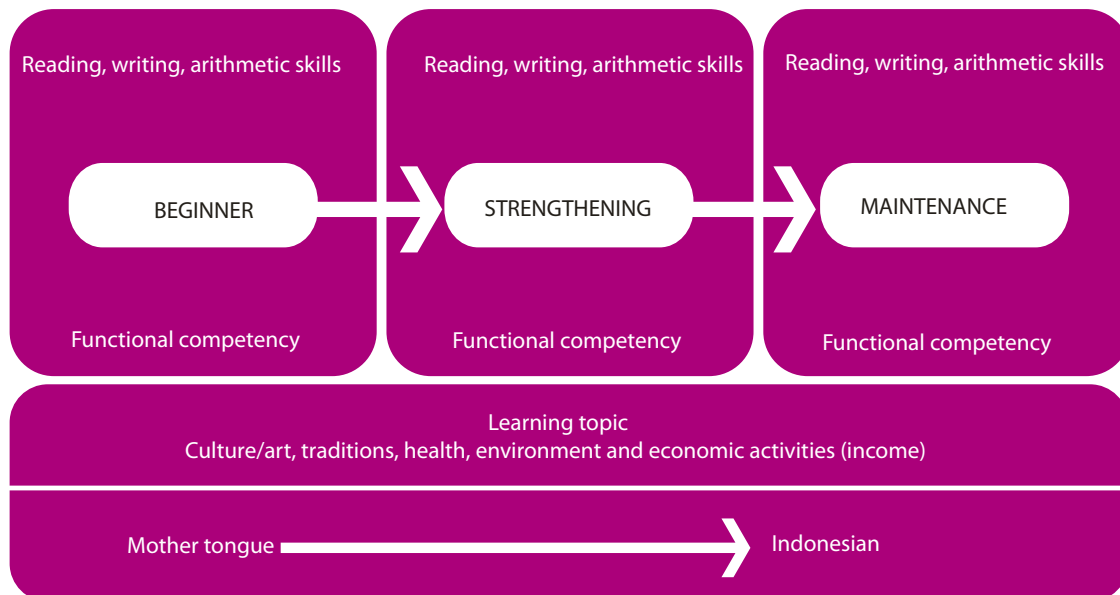 Reading, writing, arithmetic skills
BEGINNER
Functional competency
Reading, writing, arithmetic skills
STRENGTHENING
Functional competency
Reading, writing, arithmetic skills
MAINTENANCE
Functional competency
Learning topic
Culture/art, traditions, health, environment and economic activities (income)
Mother tongue
Indonesian